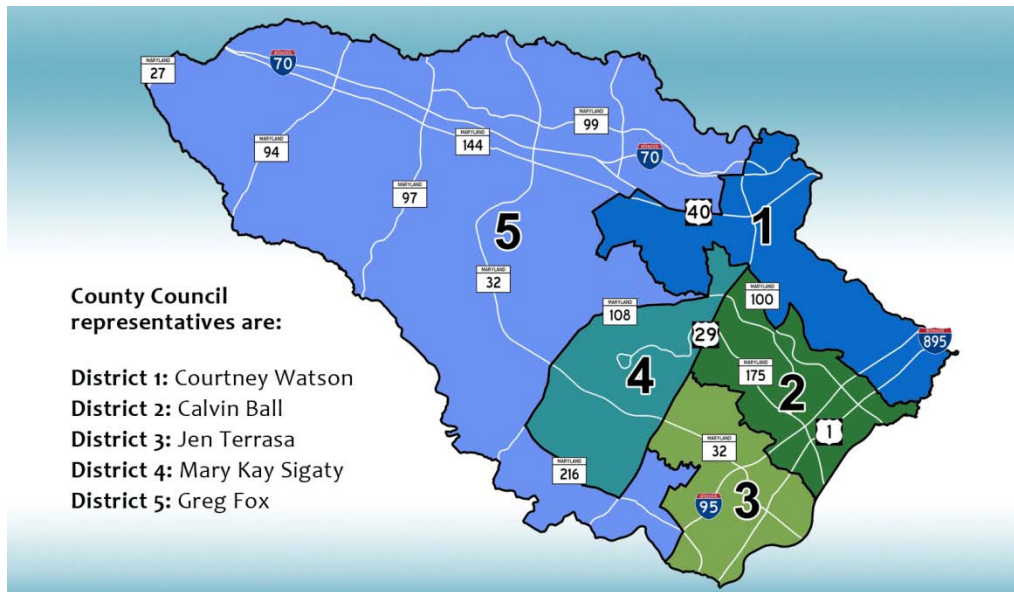 MARYLAND
27
INTERSTATE
70
MARYLAND
94
MARYLAND
144
MARYLAND
99
INTERSTATE
70
MARYLAND
97
40
1
5
MARYLAND
32
MARYLAND
108
MARYLAND
100
29
INTERSTATE
895
4
MARYLAND
175
2
1
MARYLAND
32
MARYLAND
216
INTERSTATE
95
3
County Council
representatives are:
District 1: Courtney Watson
District 2: Calvin Ball
District 3: Jen Terrasa
District 4: Mary Kay Sigaty
District 5: Greg Fox